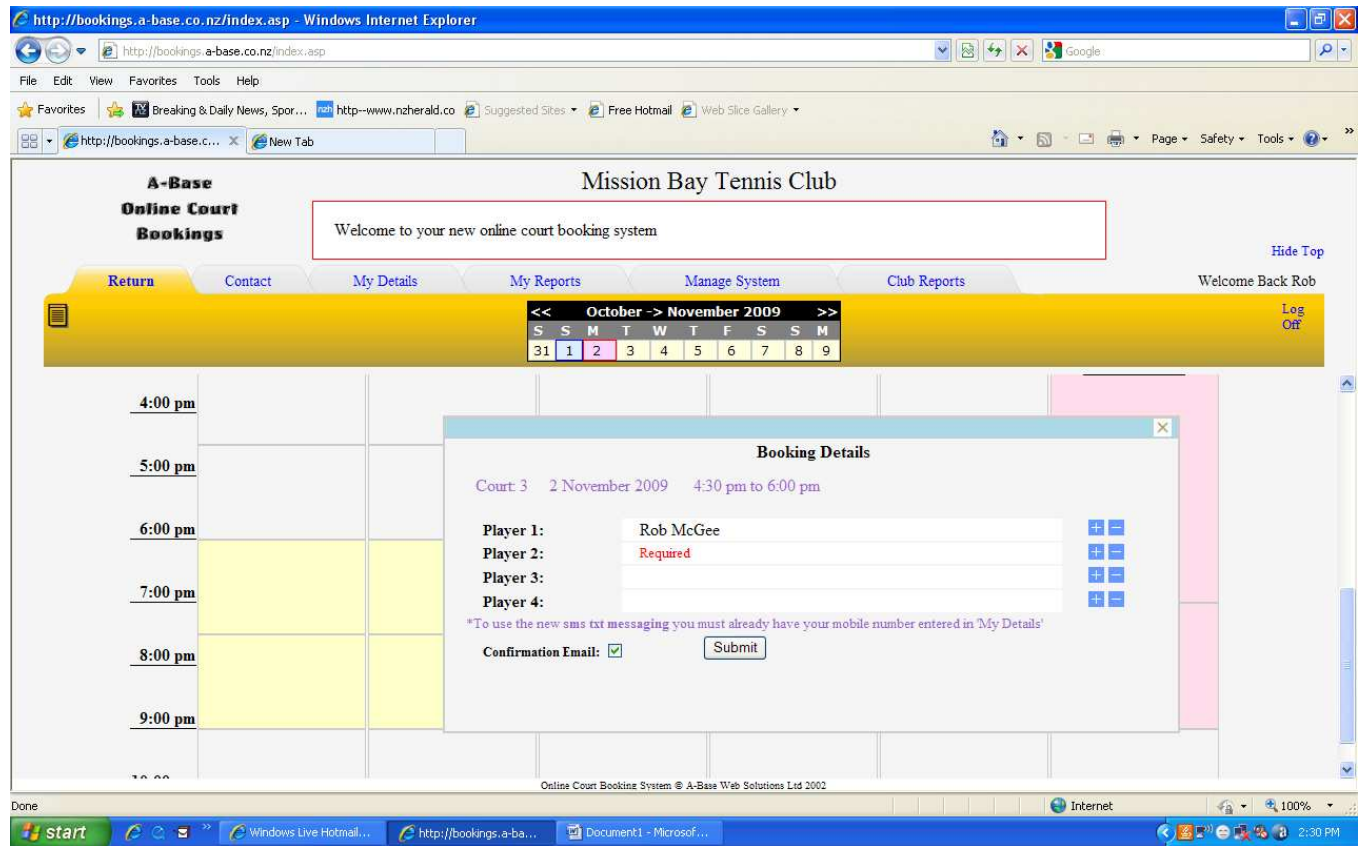 http://bookings.a-base.co.nz/index.asp - Windows Internet Explorer
http://bookings.a-base.co.nz/index.asp
Google
File Edit View Favorites Tools Help
Favorites Breaking & Daily News, Spor... nzh http--www.nzherald.co Suggested Sites Free Hotmail Web Slice Gallery
http://bookings.a-base.c... X New Tab
Page Safety Tools »
A-Base
Online Court
Bookings
Mission Bay Tennis Club
Welcome to your new online court booking system
Hide Top
Return Contact My Details My Reports Manage System Club Reports Welcome Back Rob
Log
Off
<< October -> November 2009 >>
S S M T W T F S S M
31 1 2 3 4 5 6 7 8 9
4:00 pm
5:00 pm
6:00 pm
7:00 pm
8:00 pm
9:00 pm
Booking Details
Court: 3 2 November 2009 4:30 pm to 6:00 pm
Player 1: Rob McGee + −
Player 2: Required + −
Player 3: + −
Player 4: + −
*To use the new sms txt messaging you must already have your mobile number entered in 'My Details'
Confirmation Email: Submit
Online Court Booking System © A-Base Web Solutions Ltd 2002
Done Internet 100%
start » Windows Live Hotmail... http://bookings.a-ba... Document1 - Microsof... 2:30 PM